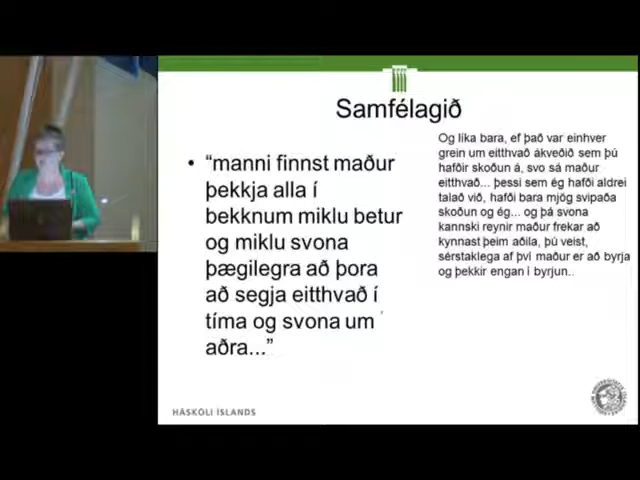 Samfélagið
• “manni finnst maður
þekkja alla í
bekknum miklu betur
og miklu svona
þægilegra að þora
að segja eitthvað í
tíma og svona um
aðra...”
Og líka bara, ef það var einhver
grein um eitthvað ákveðið sem þú
hafðir skoðun á, svo sá maður
eitthvað... þessi sem ég hafði aldrei
talað við, hafði bara mjög svipaða
skoðun og ég... og þá svona
kannski reynir maður frekar að
kynnast þeim aðila, þú veist,
sérstaklega af því maður er að byrja
og þekkir engan í byrjun..
HÁSKÓLI ÍSLANDS